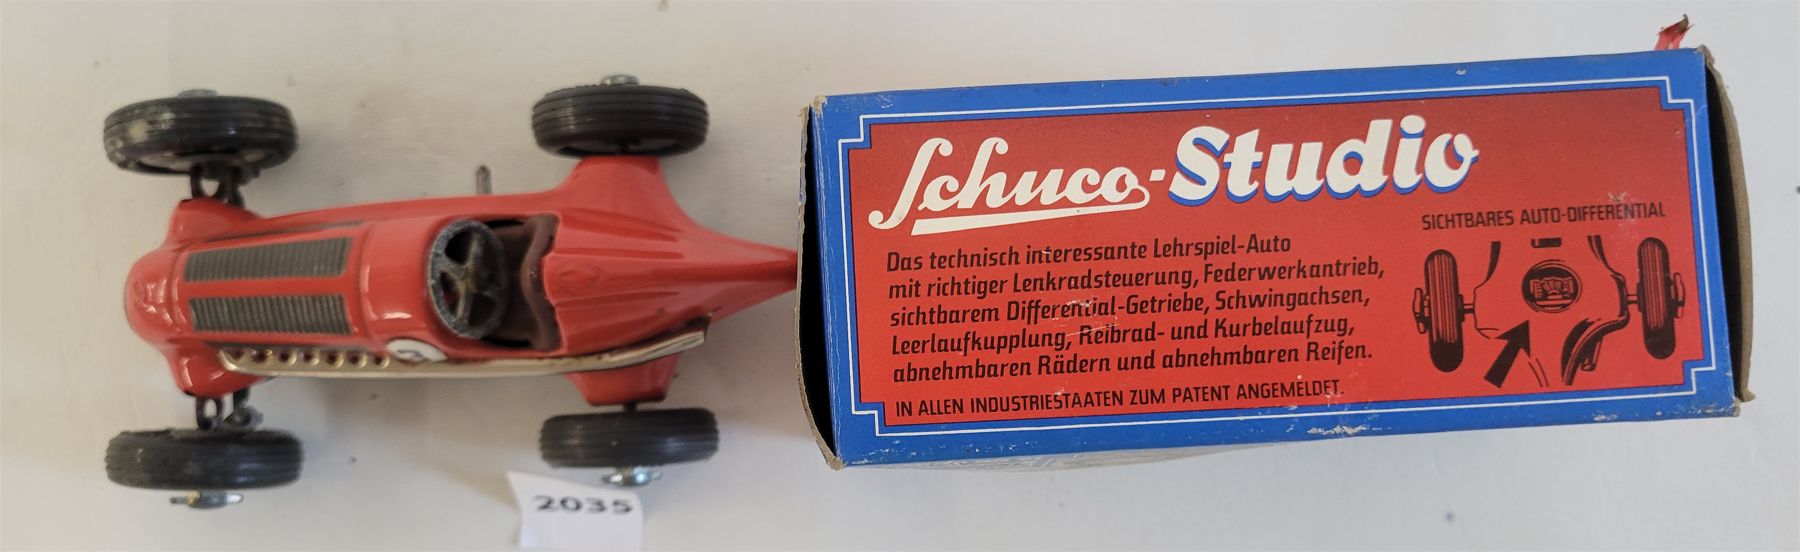 Schuco-Studio
SICHTBARES AUTO-DIFFERENTIAL
Das technisch interessante Lehrspiel-Auto
mit richtiger Lenkradsteuerung, Federwerkantrieb,
sichtbarem Differential-Getriebe, Schwingachsen,
Leerlaufkupplung, Reibrad- und Kurbelaufzug,
abnehmbaren Rädern und abnehmbaren Reifen.
IN ALLEN INDUSTRIESTAATEN ZUM PATENT ANGEMELDET.
3
2035